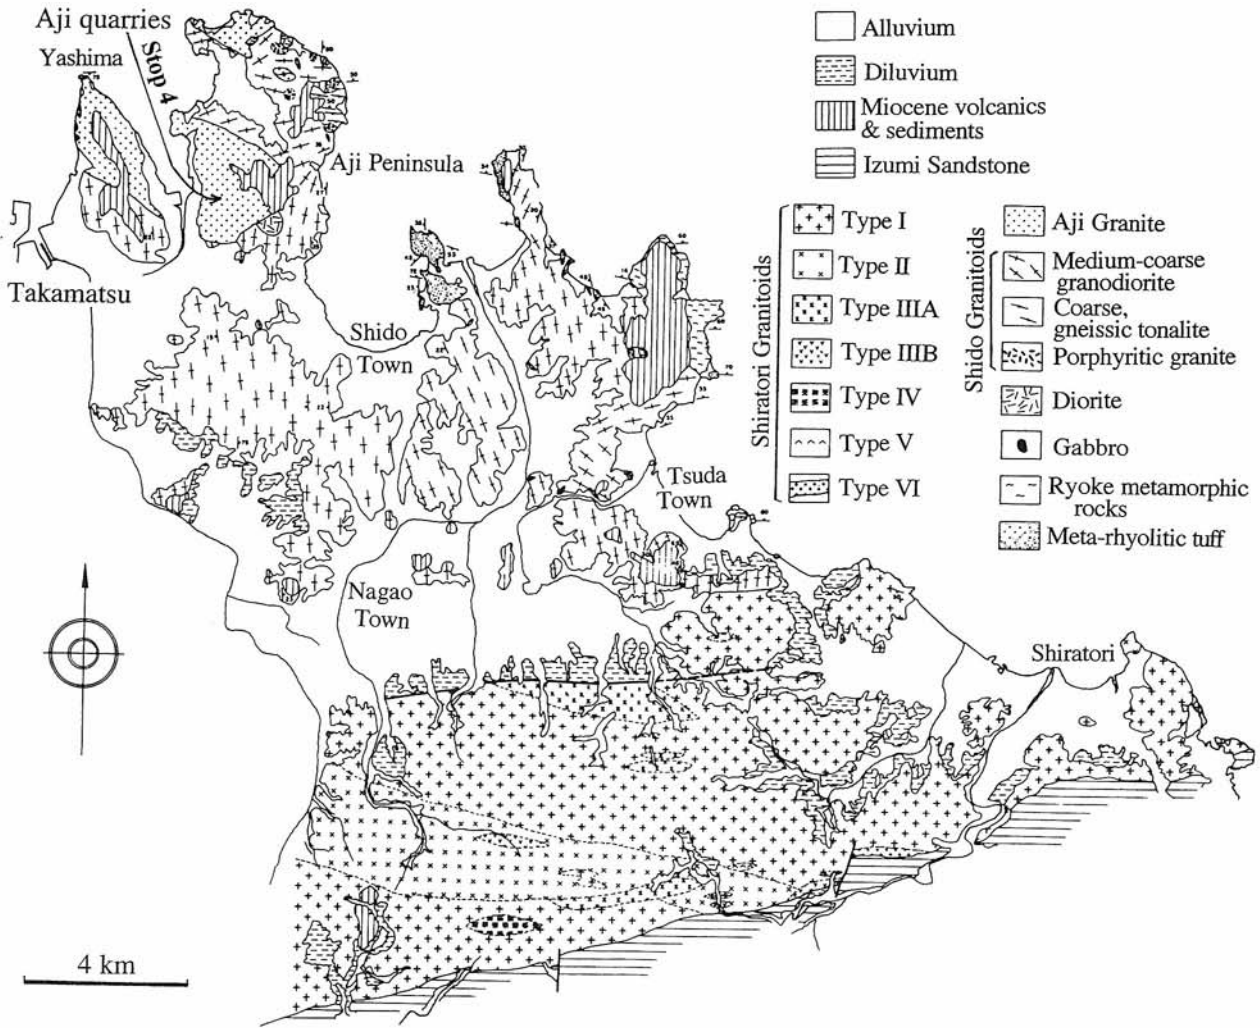 Aji quarries
Yashima
Stop 4
Aji Peninsula
Takamatsu
Shido
Town
Tsuda
Town
Nagao
Town
Shiratori
4 km
Alluvium
Diluvium
Miocene volcanics
& sediments
Izumi Sandstone
Shiratori Granitoids
Type I
Type II
Type IIIA
Type IIIB
Type IV
Type V
Type VI
Aji Granite
Shido Granitoids
Medium-coarse
granodiorite
Coarse,
gneissic tonalite
Porphyritic granite
Diorite
Gabbro
Ryoke metamorphic
rocks
Meta-rhyolitic tuff